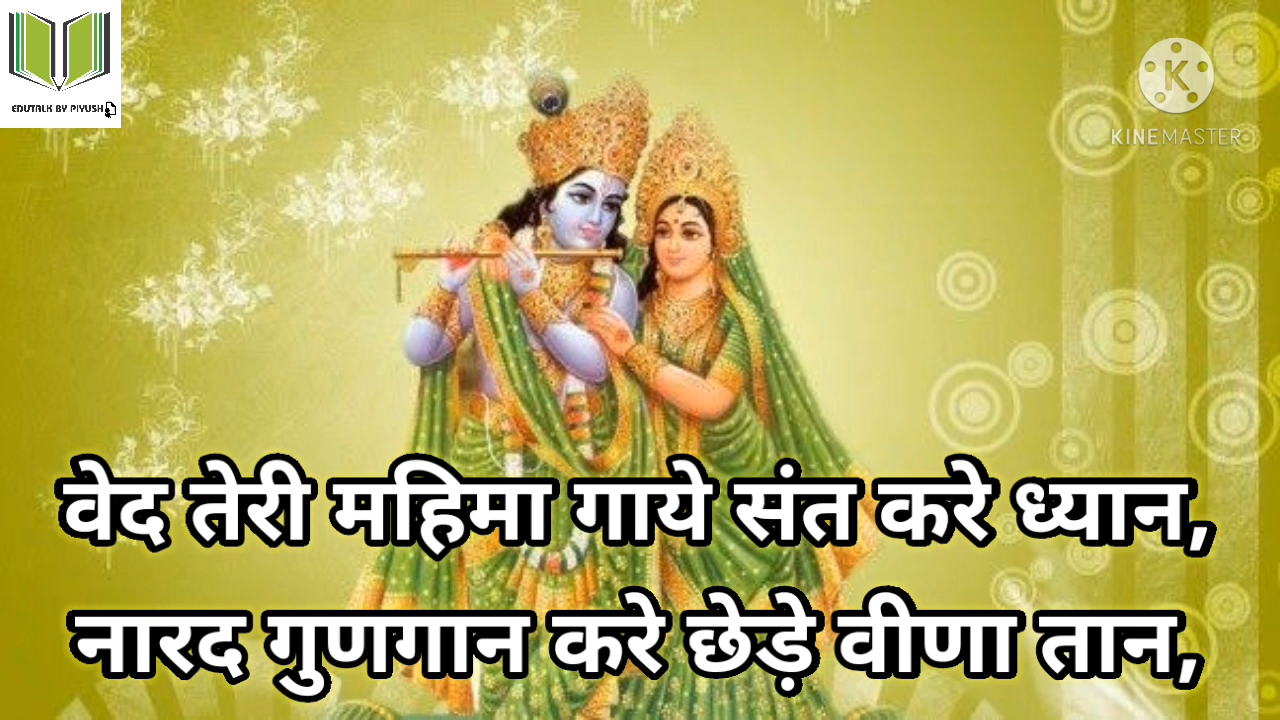 EDUTALK BY PIYUSH
K
KINEMASTER
वेद तेरी महिमा गाये संत करे ध्यान,
नारद गुणगान करे छेड़े वीणा तान,